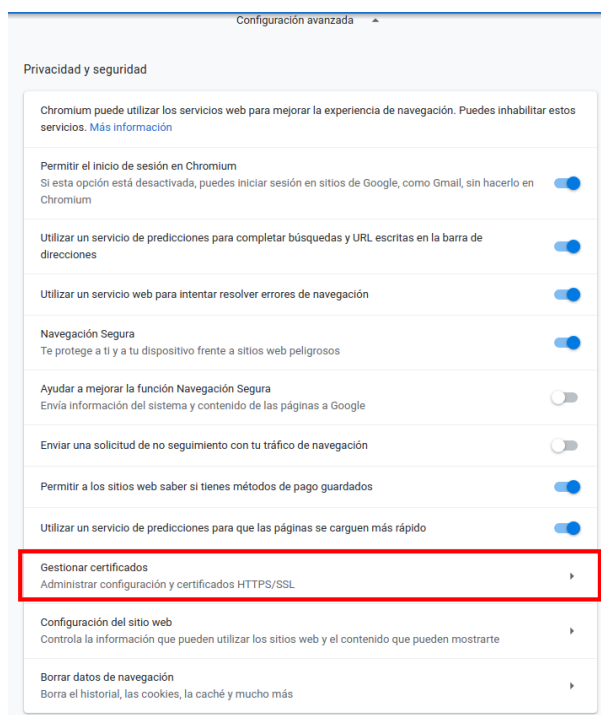 Configuración avanzada
Privacidad y seguridad
Chromium puede utilizar los servicios web para mejorar la experiencia de navegación. Puedes inhabilitar estos
servicios. Más información
Permitir el inicio de sesión en Chromium
Si esta opción está desactivada, puedes iniciar sesión en sitios de Google, como Gmail, sin hacerlo en
Chromium
Utilizar un servicio de predicciones para completar búsquedas y URL escritas en la barra de
direcciones
Utilizar un servicio web para intentar resolver errores de navegación
Navegación Segura
Te protege a ti y a tu dispositivo frente a sitios web peligrosos
Ayudar a mejorar la función Navegación Segura
Envía información del sistema y contenido de las páginas a Google
Enviar una solicitud de no seguimiento con tu tráfico de navegación
Permitir a los sitios web saber si tienes métodos de pago guardados
Utilizar un servicio de predicciones para que las páginas se carguen más rápido
Gestionar certificados
Administrar configuración y certificados HTTPS/SSL
Configuración del sitio web
Controla la información que pueden utilizar los sitios web y el contenido que pueden mostrarte
Borrar datos de navegación
Borra el historial, las cookies, la caché y mucho más